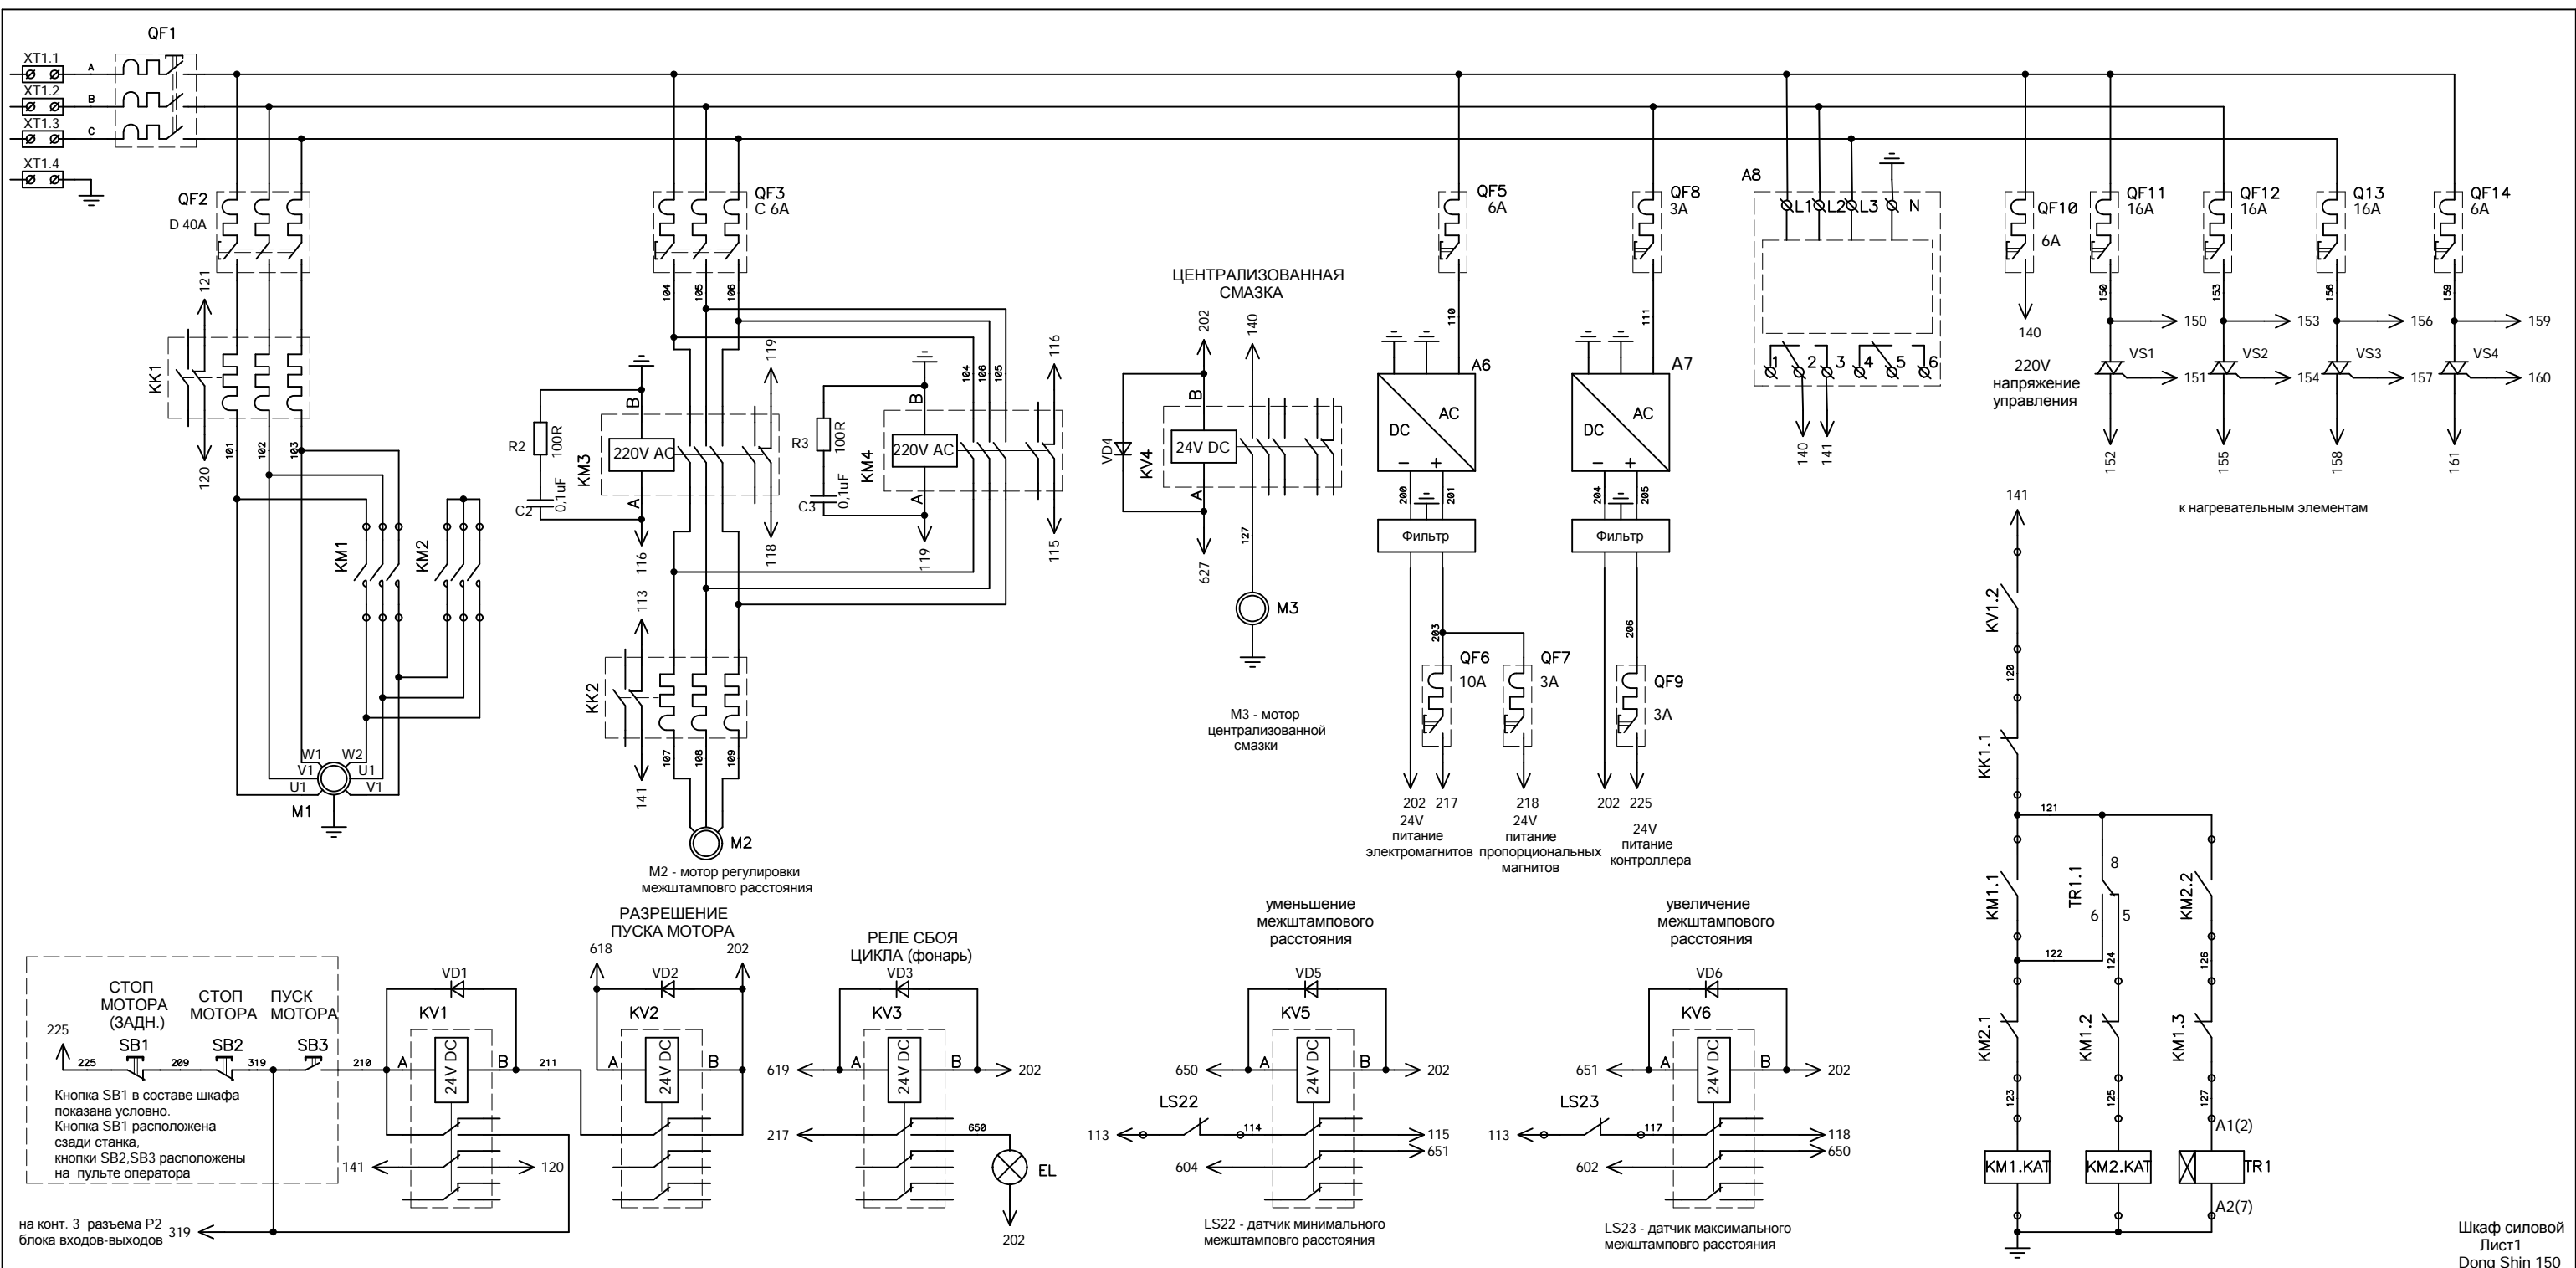 QF1
XT1.1
A
XT1.2
B
XT1.3
C
XT1.4
QF2
D 40A
QF3
C 6A
QF5
6A
QF8
3A
A8
L1 L2 L3 N
1 2 3 4 5 6
140 141
QF10
6A
140
220V
напряжение
управления
QF11
16A
QF12
16A
Q13
16A
QF14
6A
150 153 156 159
150 153 156 159
VS1 VS2 VS3 VS4
151 154 157 160
152 155 158 161
к нагревательным элементам
121
KK1
120
101 102 103
KM1
KM2
W1 W2
V1 U1
U1 V1
M1
104 105 106
119
116
104 106 105
B
R2
100R
C2
0,1uF
KM3
220V AC
A
116
118
B
R3
100R
C3
0,1uF
KM4
220V AC
A
119
115
113
KK2
141
107 108 109
M2
M2 - мотор регулировки
межштампового расстояния
ЦЕНТРАЛИЗОВАННАЯ
СМАЗКА
202 140
B
VD4
KV4
24V DC
A
627
127
M3
M3 - мотор
централизованной
смазки
110
A6
AC
DC
− +
200 201
Фильтр
203
QF6
10A
QF7
3A
202 217
24V
питание
электромагнитов
218
24V
питание
пропорциональных
магнитов
111
A7
AC
DC
− +
204 205
Фильтр
206
QF9
3A
202 225
24V
питание
контроллера
141
KV1.2
120
KK1.1
121
KM1.1
TR1.1
8
6 5
KM2.2
122
124
126
KM2.1
KM1.2
KM1.3
123
125
127
A1(2)
KM1.KAT
KM2.KAT
TR1
A2(7)
СТОП
МОТОРА
(ЗАДН.)
СТОП
МОТОРА
ПУСК
МОТОРА
225
SB1
SB2
SB3
225 209 319 210
Кнопка SB1 в составе шкафа
показана условно.
Кнопка SB1 расположена
сзади станка,
кнопки SB2,SB3 расположены
на пульте оператора
на конт. 3 разъема P2
блока входов-выходов
319
VD1
KV1
A
24V DC
B
211
141
120
РАЗРЕШЕНИЕ
ПУСКА МОТОРА
618
202
VD2
KV2
A
24V DC
B
РЕЛЕ СБОЯ
ЦИКЛА (фонарь)
VD3
KV3
619
A
24V DC
B
202
217
650
EL
202
уменьшение
межштампового
расстояния
VD5
KV5
650
A
24V DC
B
202
LS22
113
114
115
651
604
LS22 - датчик минимального
межштампвго расстояния
увеличение
межштампового
расстояния
VD6
KV6
651
A
24V DC
B
202
LS23
113
117
118
650
602
LS23 - датчик максимального
межштампвго расстояния
Шкаф силовой
Лист1
Dong Shin 150